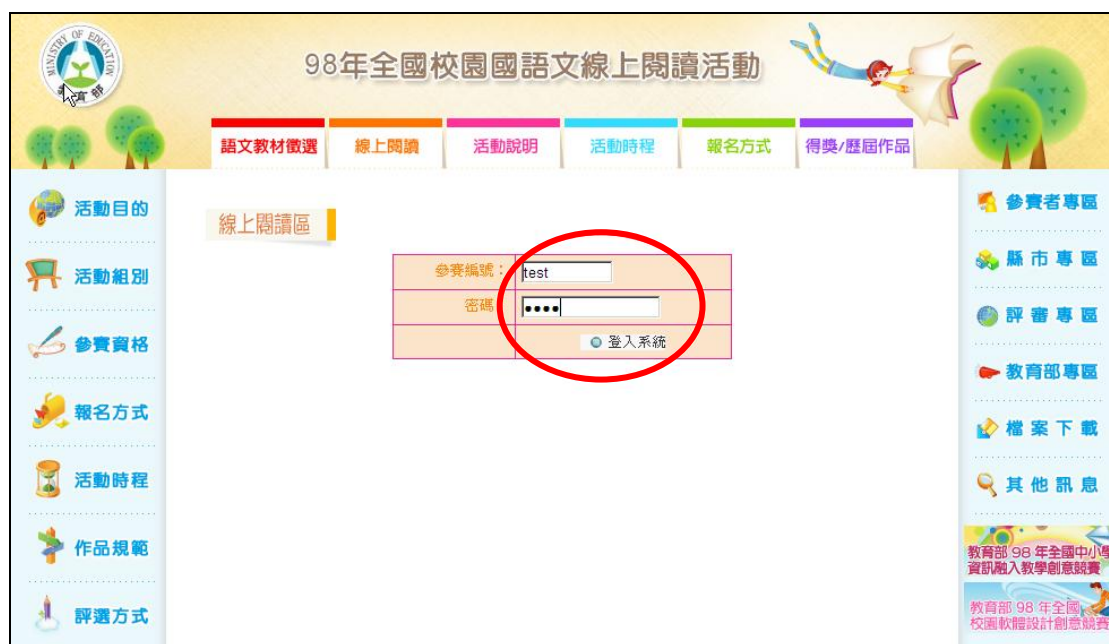 MINISTRY OF EDUCATION
教育部
98年全國校園國語文線上閱讀活動
語文教材徵選
線上閱讀
活動說明
活動時程
報名方式
得獎/歷屆作品
活動目的
活動組別
參賽資格
報名方式
活動時程
作品規範
評選方式
線上閱讀區
參賽編號：
test
密碼
●●●●
登入系統
參賽者專區
縣市專區
評審專區
教育部專區
檔案下載
其他訊息
教育部 98 年全國中小學
資訊融入教學創意競賽
教育部 98 年全國
校園軟體設計創意競賽